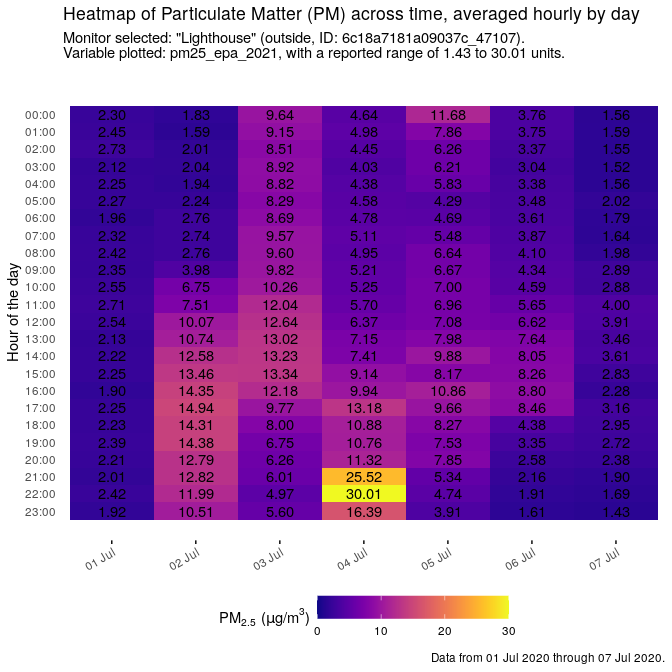 Heatmap of Particulate Matter (PM) across time, averaged hourly by day
Monitor selected: "Lighthouse" (outside, ID: 6c18a7181a09037c_47107).
Variable plotted: pm25_epa_2021, with a reported range of 1.43 to 30.01 units.
Hour of the day
00:00 2.30 1.83 9.64 4.64 11.68 3.76 1.56
01:00 2.45 1.59 9.15 4.98 7.86 3.75 1.59
02:00 2.73 2.01 8.51 4.45 6.26 3.37 1.55
03:00 2.12 2.04 8.92 4.03 6.21 3.04 1.52
04:00 2.25 1.94 8.82 4.38 5.83 3.38 1.56
05:00 2.27 2.24 8.29 4.58 4.29 3.48 2.02
06:00 1.96 2.76 8.69 4.78 4.69 3.61 1.79
07:00 2.32 2.74 9.57 5.11 5.48 3.87 1.64
08:00 2.42 2.76 9.60 4.95 6.64 4.10 1.98
09:00 2.35 3.98 9.82 5.21 6.67 4.34 2.89
10:00 2.55 6.75 10.26 5.25 7.00 4.59 2.88
11:00 2.71 7.51 12.04 5.70 6.96 5.65 4.00
12:00 2.54 10.07 12.64 6.37 7.08 6.62 3.91
13:00 2.13 10.74 13.02 7.15 7.98 7.64 3.46
14:00 2.22 12.58 13.23 7.41 9.88 8.05 3.61
15:00 2.25 13.46 13.34 9.14 8.17 8.26 2.83
16:00 1.90 14.35 12.18 9.94 10.86 8.80 2.28
17:00 2.25 14.94 9.77 13.18 9.66 8.46 3.16
18:00 2.23 14.31 8.00 10.88 8.27 4.38 2.95
19:00 2.39 14.38 6.75 10.76 7.53 3.35 2.72
20:00 2.21 12.79 6.26 11.32 7.85 2.58 2.38
21:00 2.01 12.82 6.01 25.52 5.34 2.16 1.90
22:00 2.42 11.99 4.97 30.01 4.74 1.91 1.69
23:00 1.92 10.51 5.60 16.39 3.91 1.61 1.43
01 Jul 02 Jul 03 Jul 04 Jul 05 Jul 06 Jul 07 Jul
PM₂.₅ (µg/m³)
0 10 20 30
Data from 01 Jul 2020 through 07 Jul 2020.